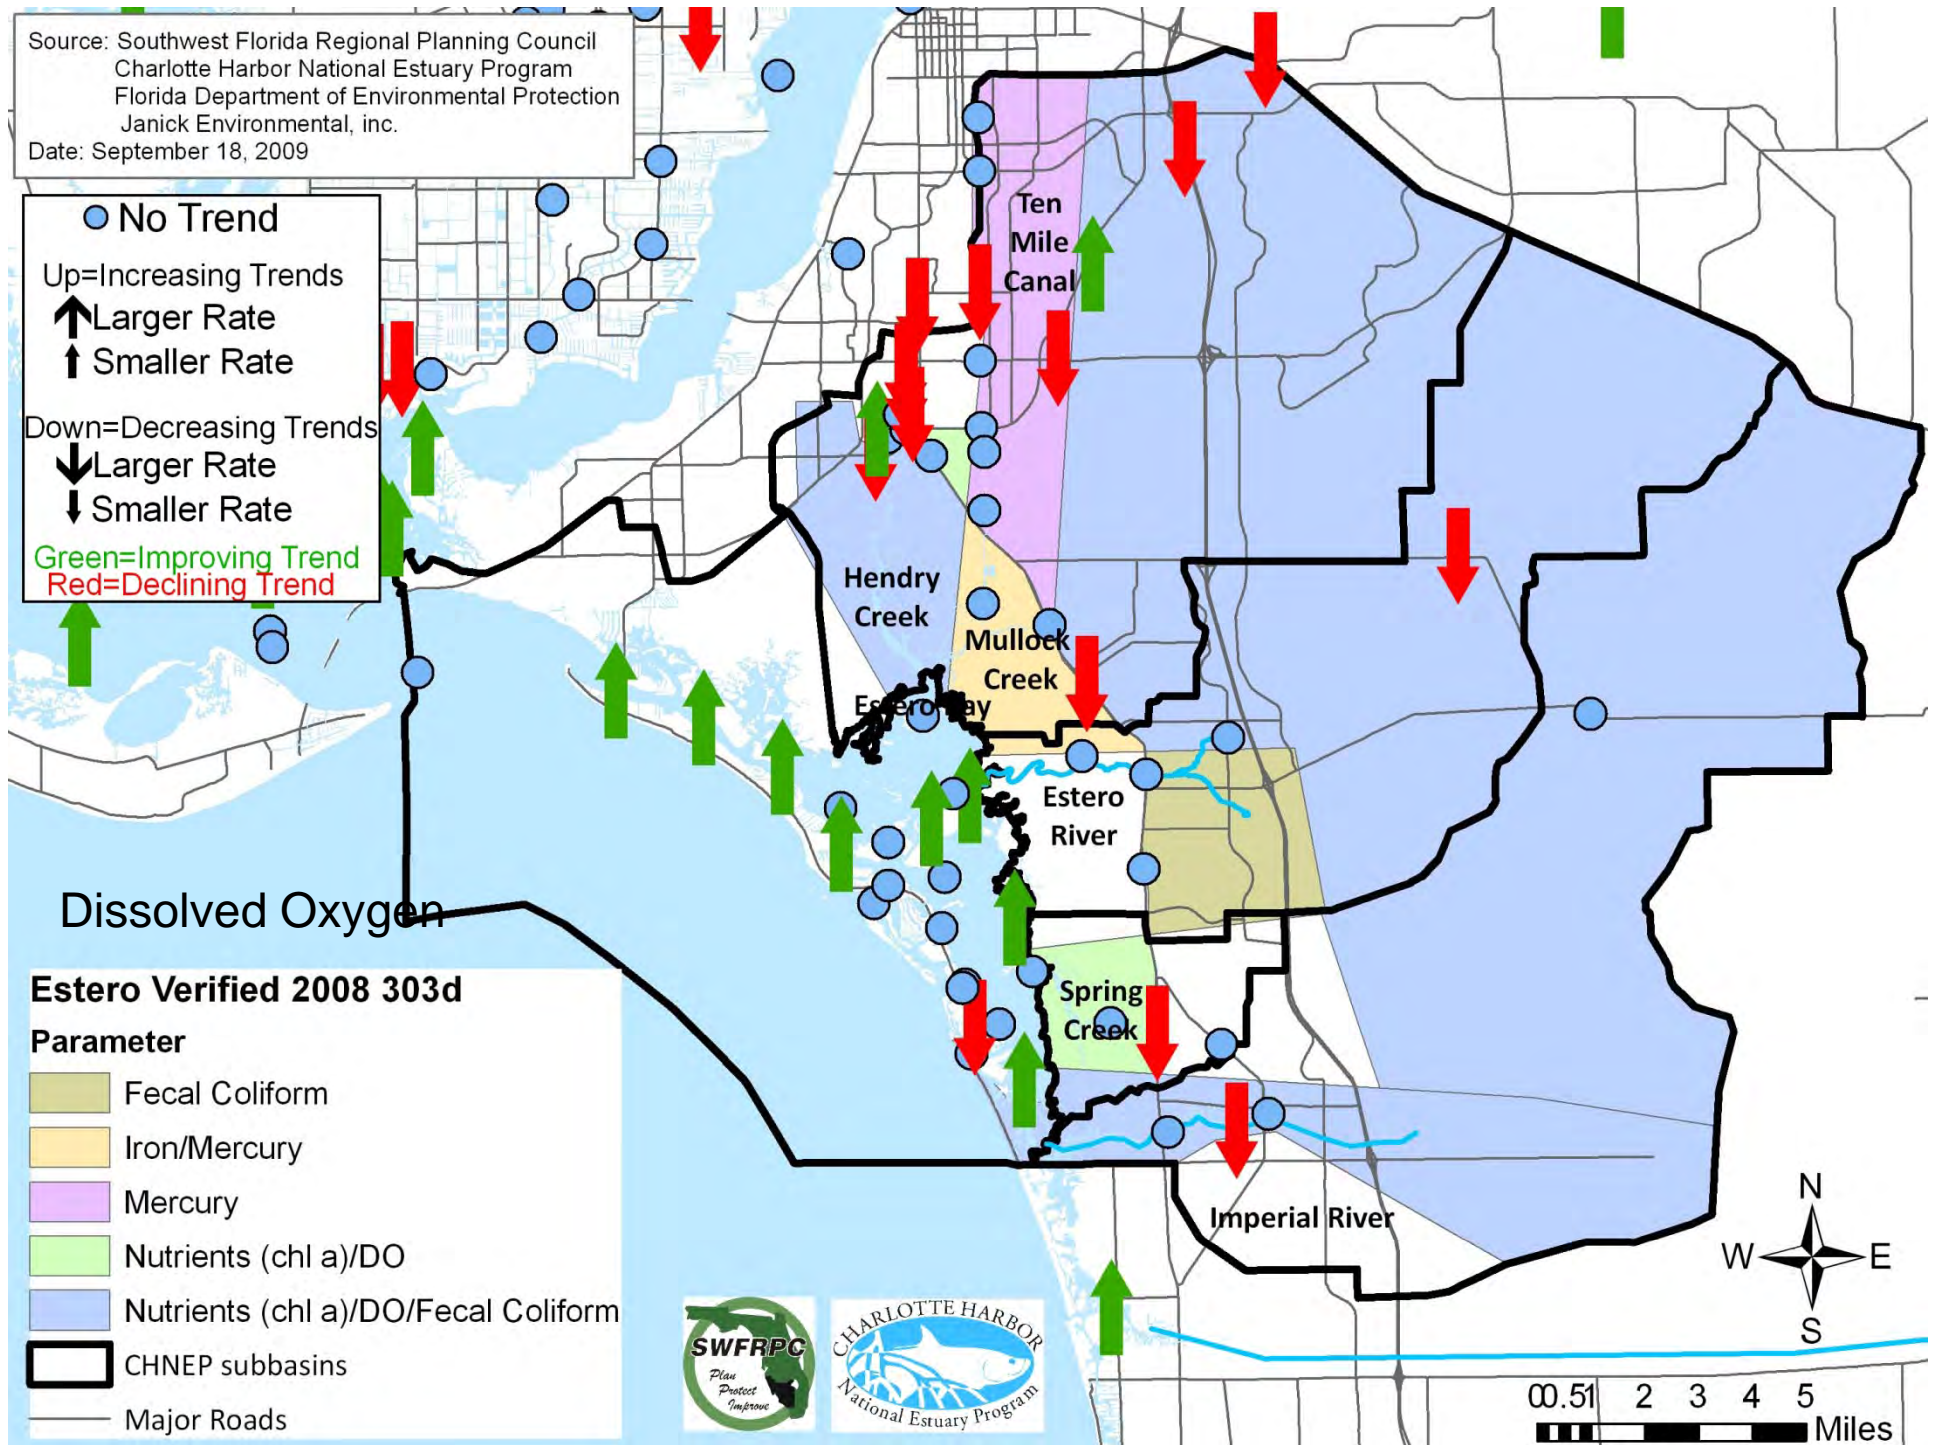 Source: Southwest Florida Regional Planning Council
Charlotte Harbor National Estuary Program
Florida Department of Environmental Protection
Janick Environmental, inc.
Date: September 18, 2009
No Trend
Up=Increasing Trends
Larger Rate
Smaller Rate
Down=Decreasing Trends
Larger Rate
Smaller Rate
Green=Improving Trend
Red=Declining Trend
Ten
Mile
Canal
Hendry
Creek
Mullock
Creek
Estero Bay
Estero
River
Spring
Creek
Imperial River
Dissolved Oxygen
Estero Verified 2008 303d
Parameter
Fecal Coliform
Iron/Mercury
Mercury
Nutrients (chl a)/DO
Nutrients (chl a)/DO/Fecal Coliform
CHNEP subbasins
Major Roads
SWFRPC
Plan
Protect
Improve
CHARLOTTE HARBOR
National Estuary Program
N
W E
S
0 0.5 1 2 3 4 5
Miles